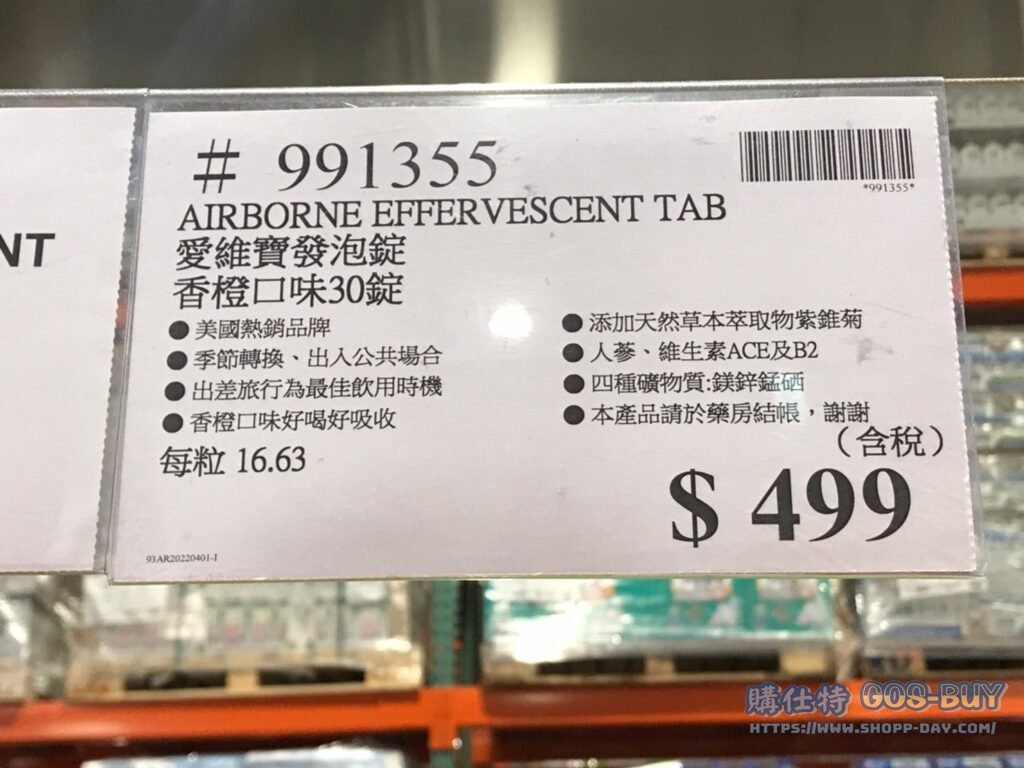 NT
# 991355
*991355*
AIRBORNE EFFERVESCENT TAB
愛維寶發泡錠
香橙口味30錠
●美國熱銷品牌
●季節轉換、出入公共場合
●出差旅行為最佳飲用時機
●香橙口味好喝好吸收
●添加天然草本萃取物紫錐菊
●人蔘、維生素ACE及B2
●四種礦物質:鎂鋅錳硒
●本產品請於藥房結帳，謝謝
每粒 16.63
（含稅）
$ 499
93AR20220401-1
購仕特 GOS-BUY
HTTPS://WWW.SHOPP-DAY.COM/